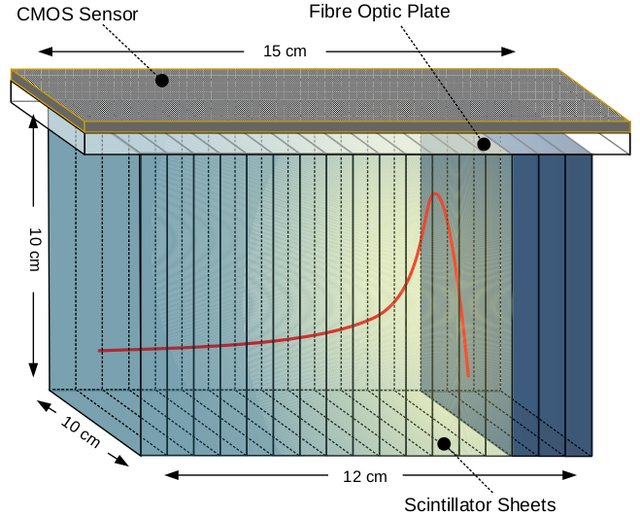 CMOS Sensor
Fibre Optic Plate
15 cm
10 cm
10 cm
12 cm
Scintillator Sheets